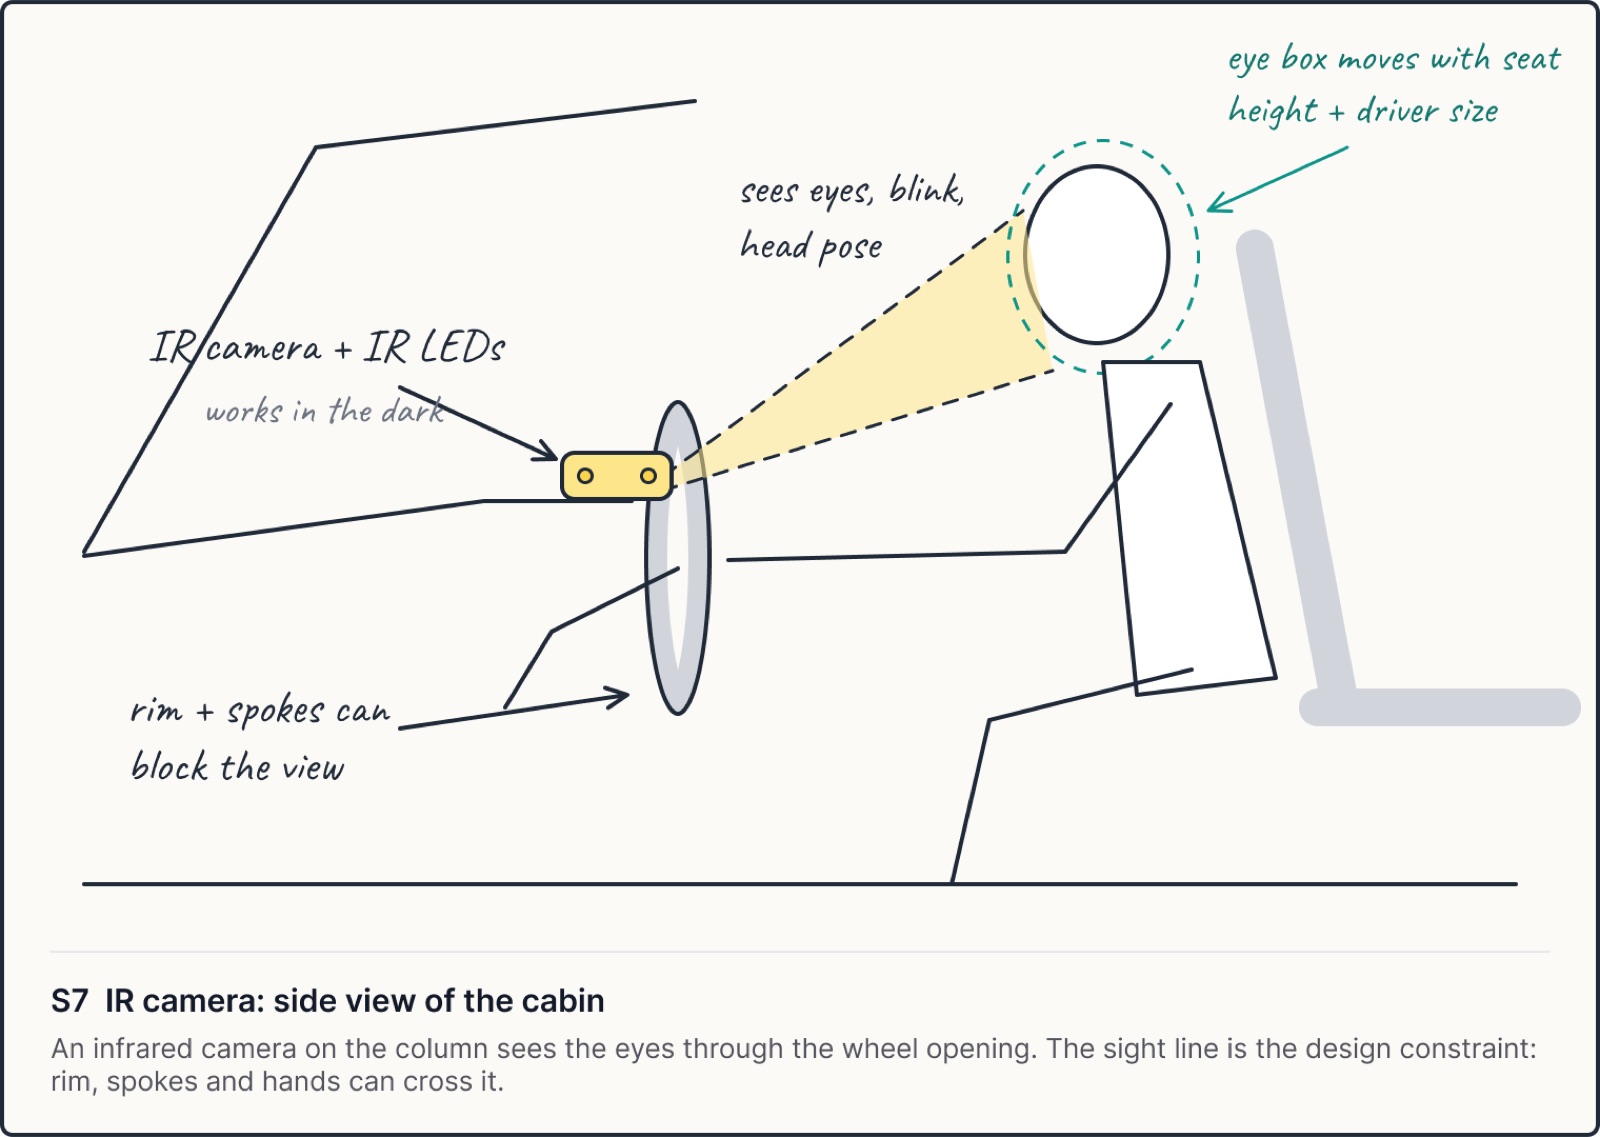 eye box moves with seat
height + driver size
sees eyes, blink,
head pose
IR camera + IR LEDs
works in the dark
rim + spokes can
block the view
S7 IR camera: side view of the cabin
An infrared camera on the column sees the eyes through the wheel opening. The sight line is the design constraint:
rim, spokes and hands can cross it.